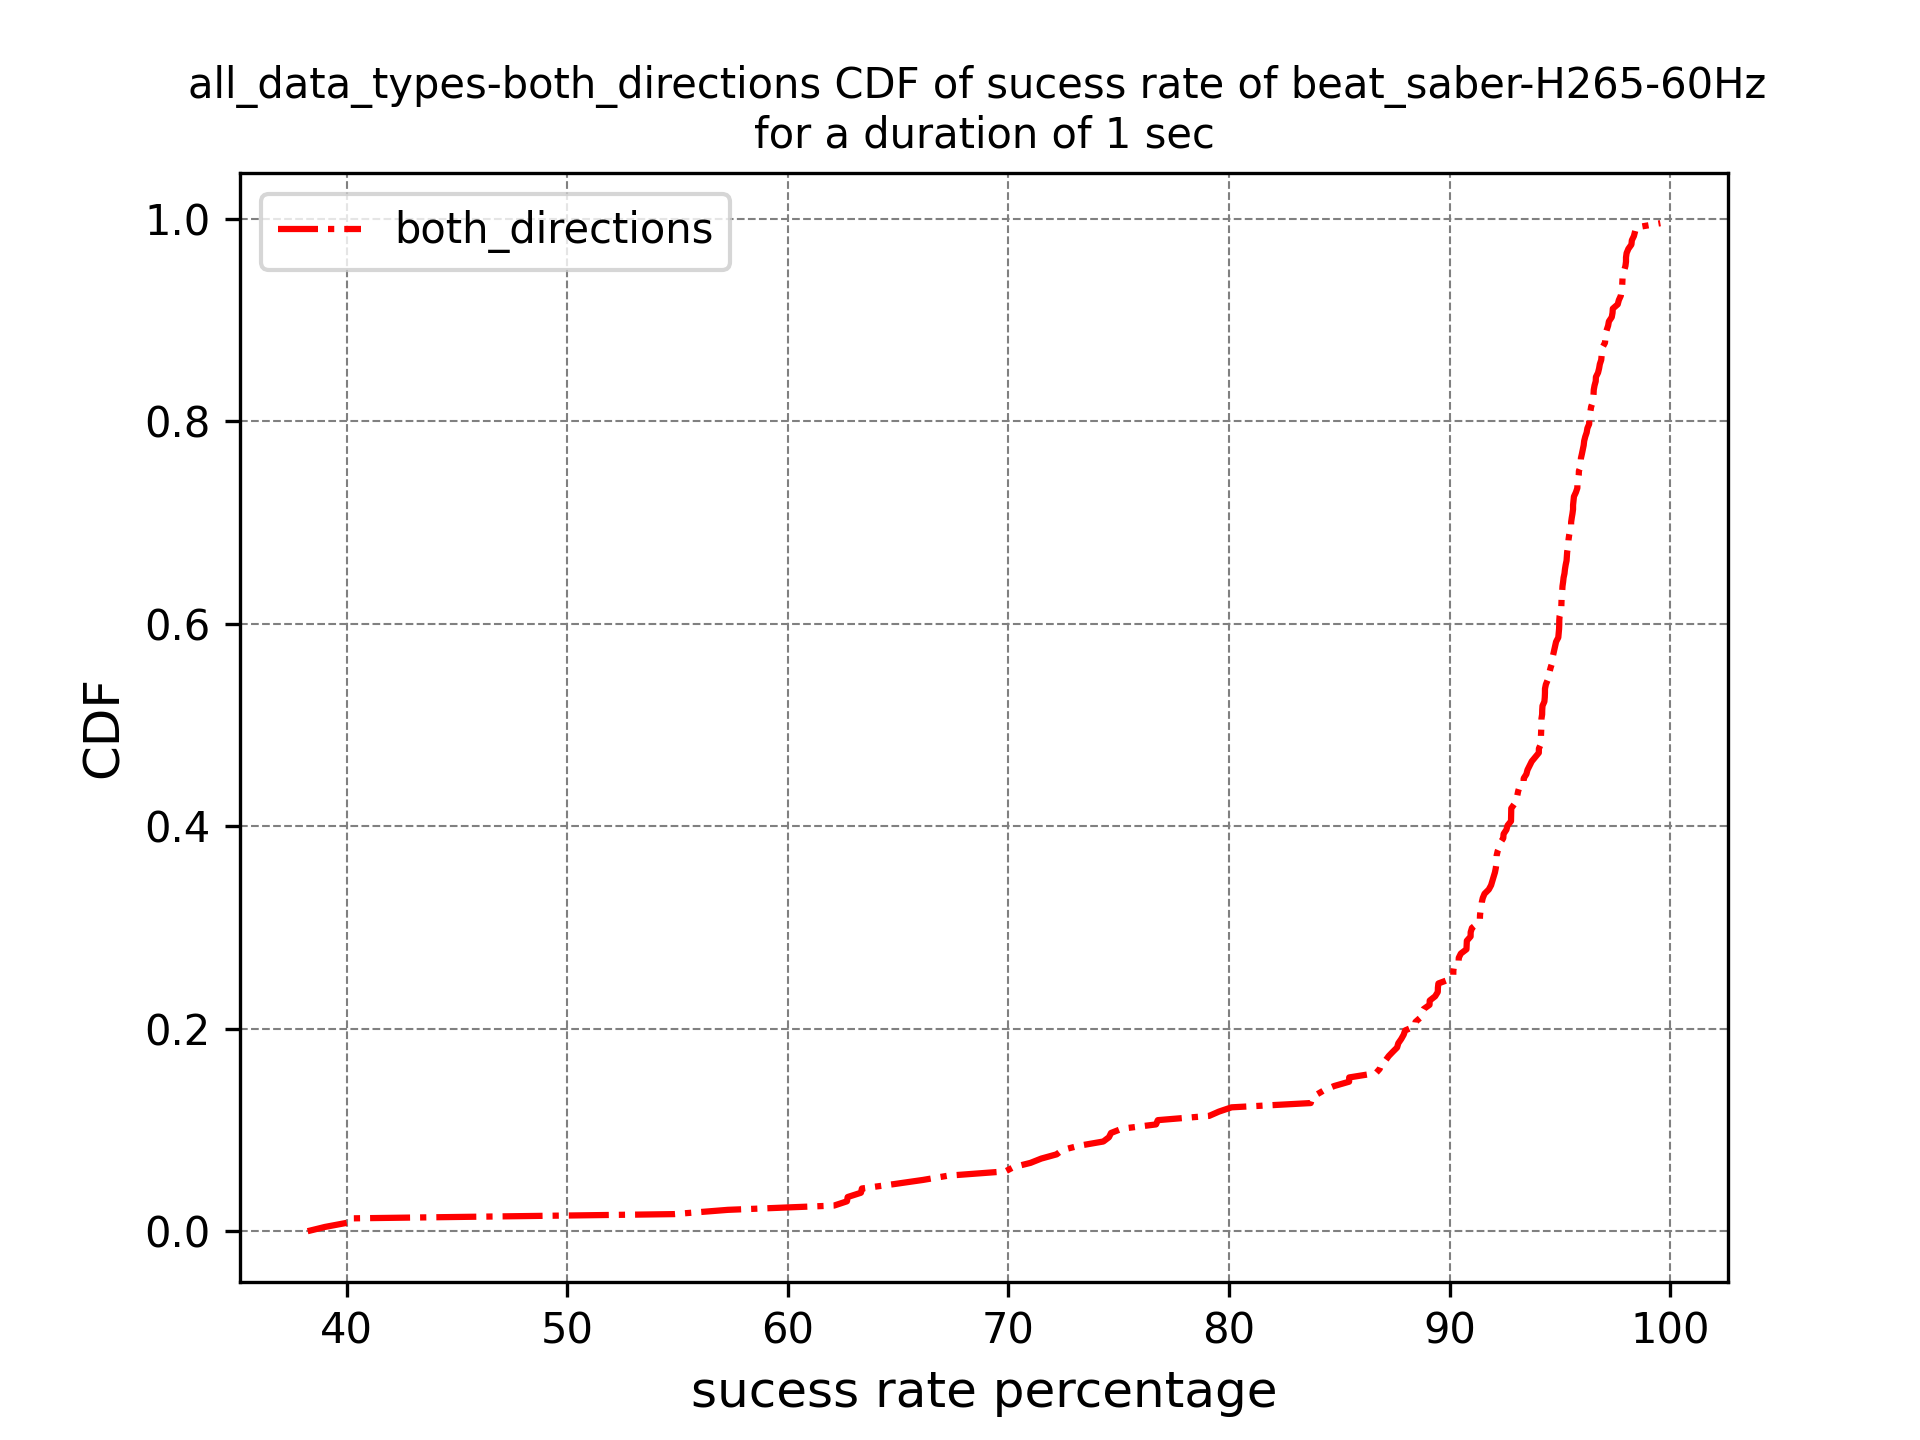 all_data_types-both_directions CDF of sucess rate of beat_saber-H265-60Hz
for a duration of 1 sec
both_directions
1.0
0.8
0.6
0.4
0.2
0.0
CDF
40 50 60 70 80 90 100
sucess rate percentage